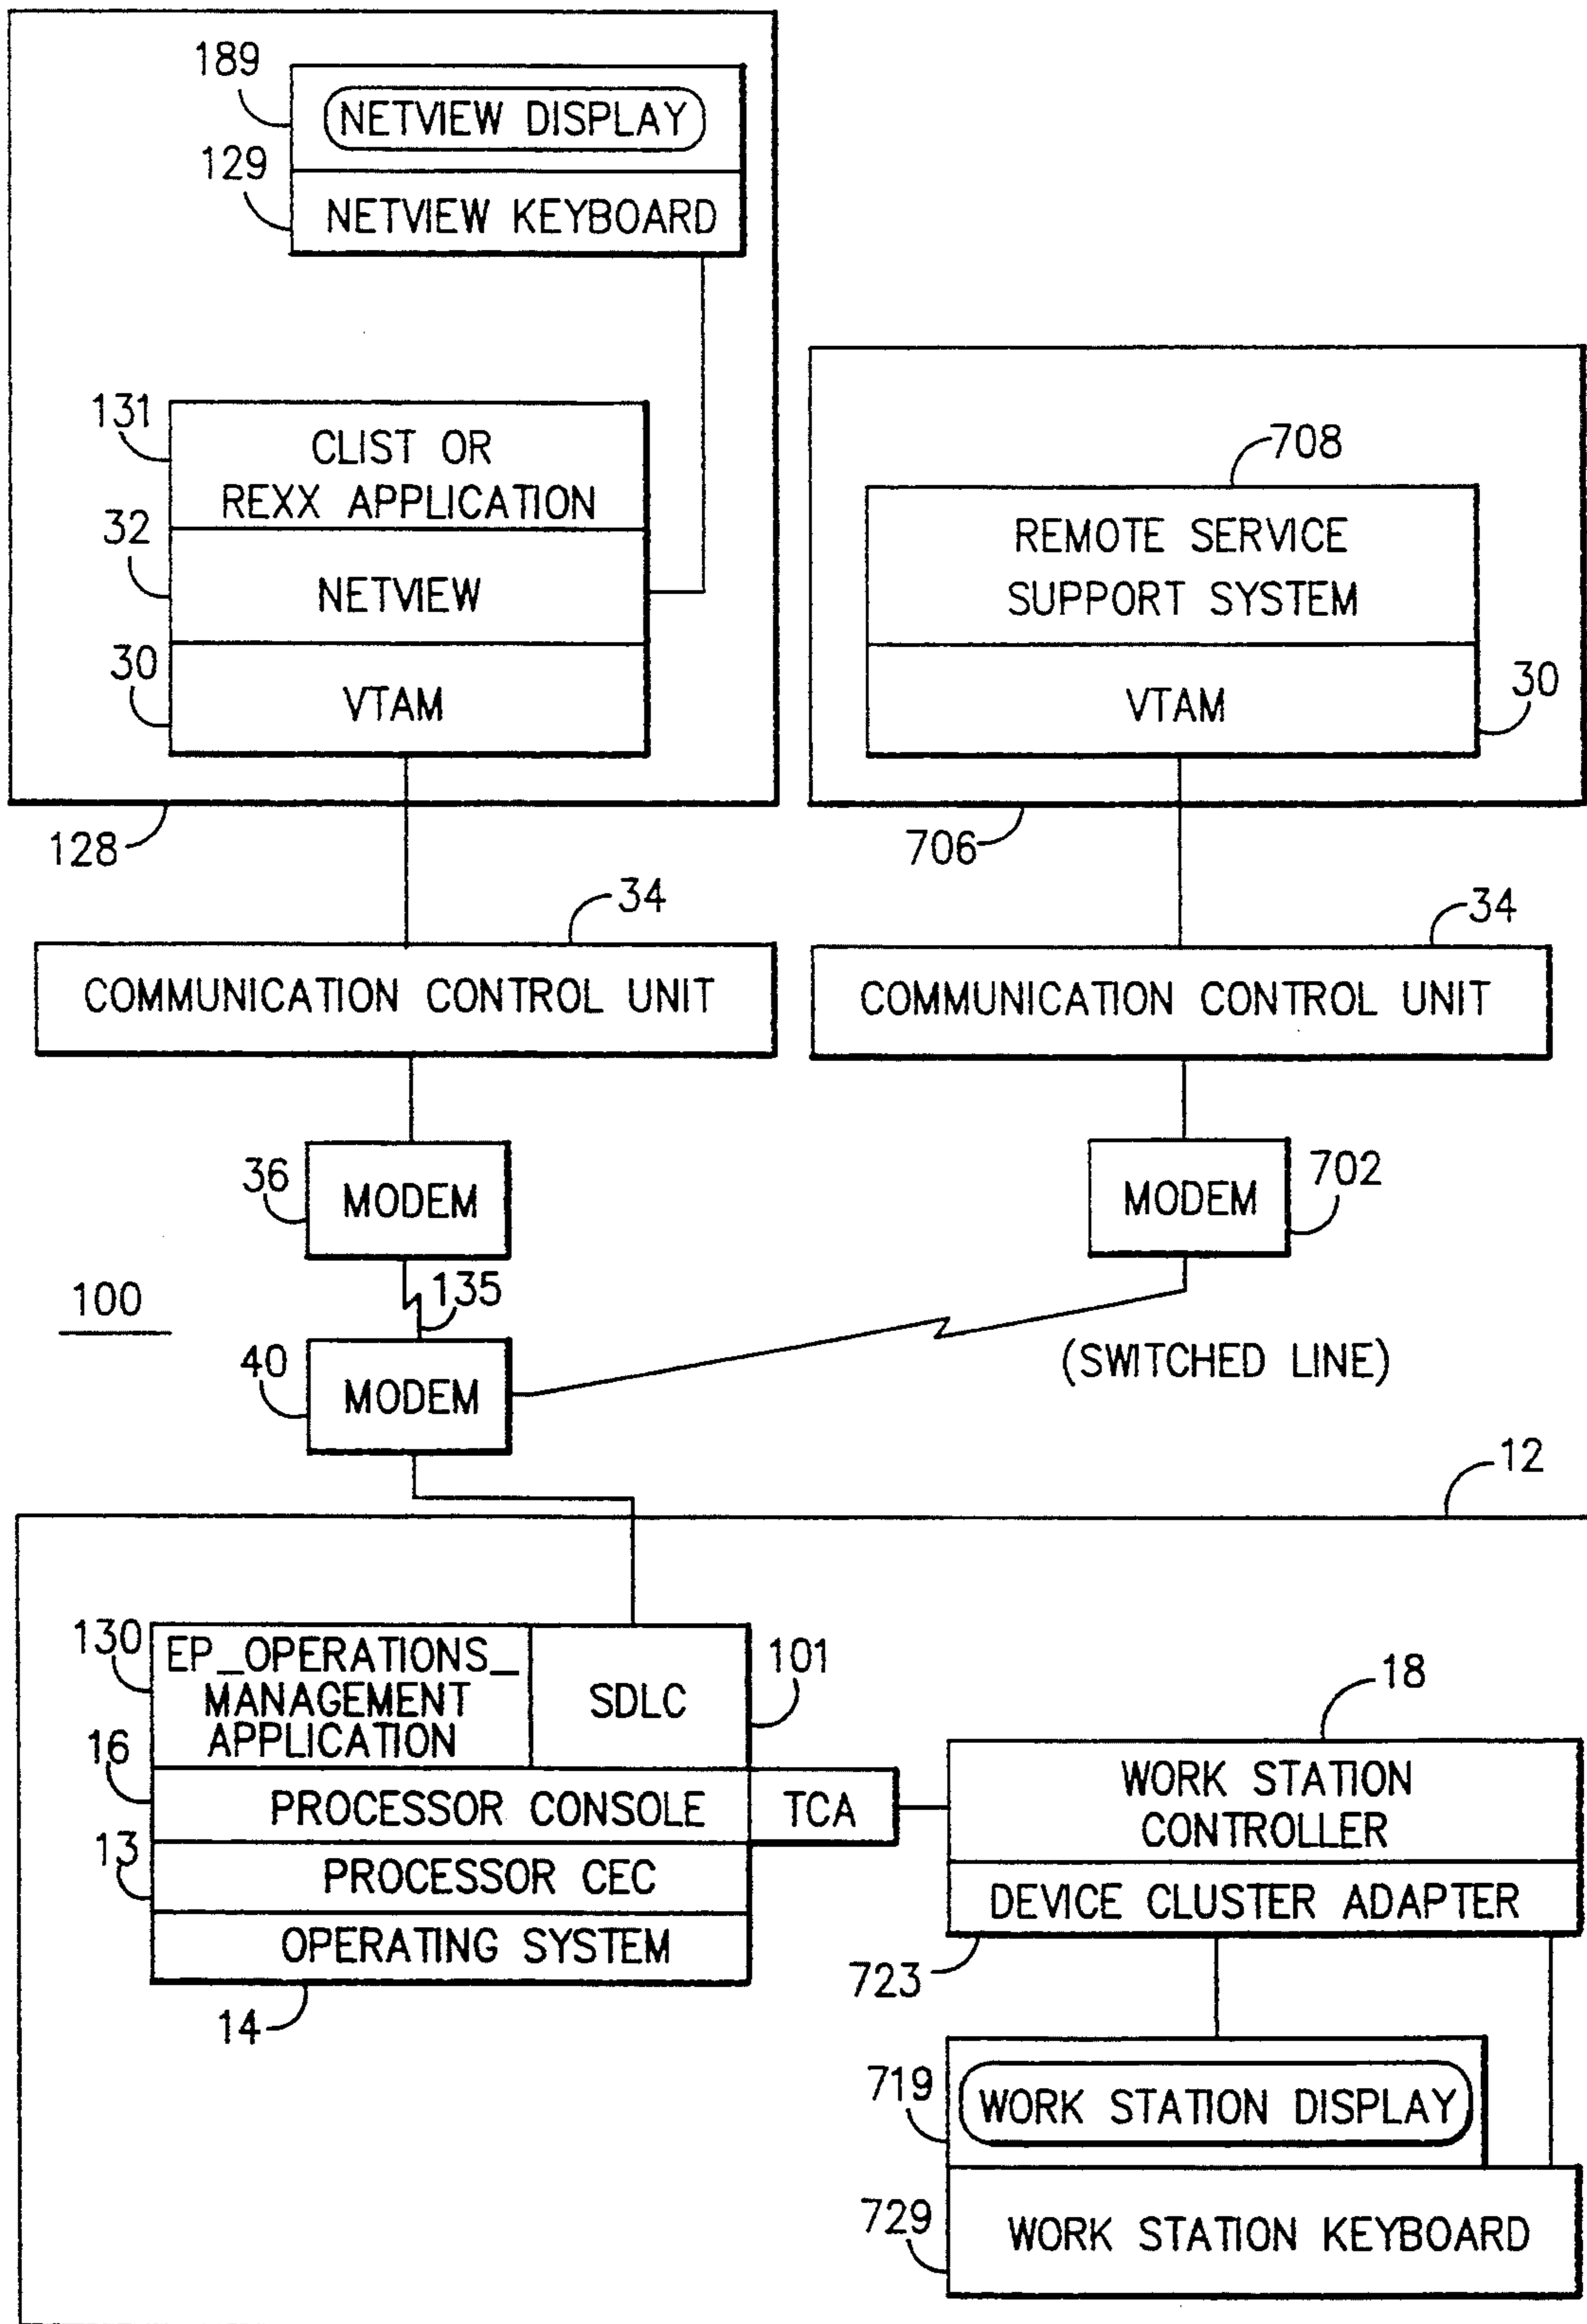 189
NETVIEW DISPLAY
129
NETVIEW KEYBOARD
131
CLIST OR
REXX APPLICATION
32
NETVIEW
30
VTAM
128
708
REMOTE SERVICE
SUPPORT SYSTEM
VTAM
30
706
34
COMMUNICATION CONTROL UNIT
34
COMMUNICATION CONTROL UNIT
36
MODEM
MODEM
702
100
135
40
MODEM
(SWITCHED LINE)
12
130
EP_OPERATIONS_
MANAGEMENT
APPLICATION
SDLC
101
16
PROCESSOR CONSOLE
TCA
13
PROCESSOR CEC
OPERATING SYSTEM
14
18
WORK STATION
CONTROLLER
DEVICE CLUSTER ADAPTER
723
719
WORK STATION DISPLAY
729
WORK STATION KEYBOARD